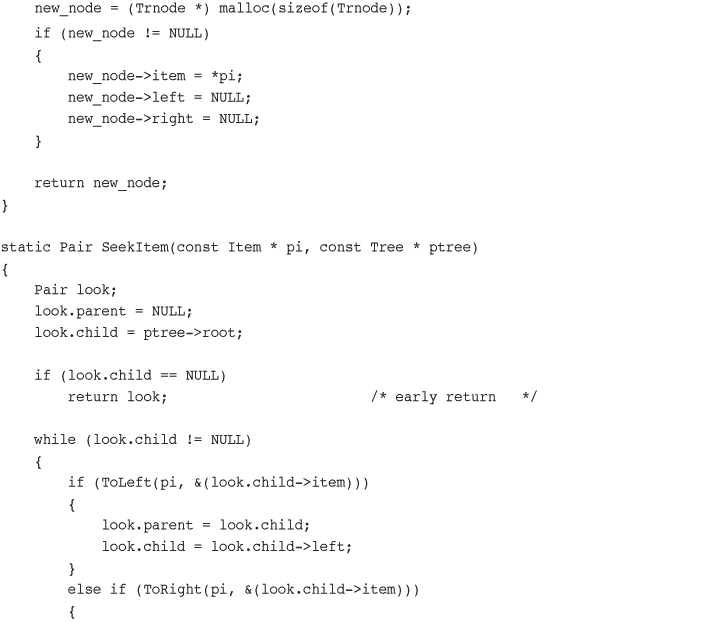 new_node = (Trnode *) malloc(sizeof(Trnode));
    if (new_node != NULL)
    {
        new_node->item = *pi;
        new_node->left = NULL;
        new_node->right = NULL;
    }

    return new_node;
}

static Pair SeekItem(const Item * pi, const Tree * ptree)
{
    Pair look;
    look.parent = NULL;
    look.child = ptree->root;

    if (look.child == NULL)
        return look;                        /* early return   */

    while (look.child != NULL)
    {
        if (ToLeft(pi, &(look.child->item)))
        {
            look.parent = look.child;
            look.child = look.child->left;
        }
        else if (ToRight(pi, &(look.child->item)))
        {